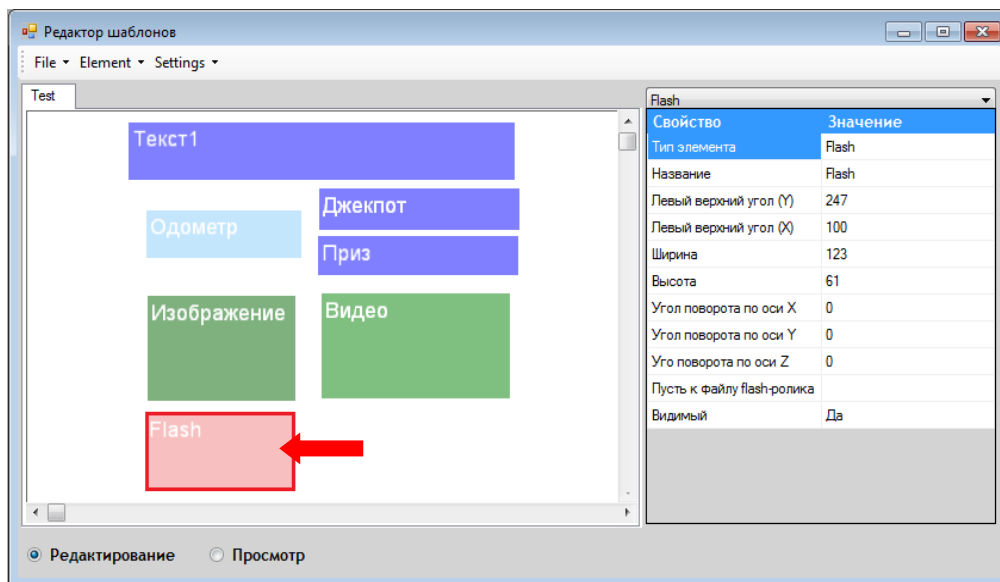 Редактор шаблонов
File Element Settings
Test
Текст1
Одометр
Джекпот
Приз
Изображение
Видео
Flash
Flash
Свойство Значение
Тип элемента Flash
Название Flash
Левый верхний угол (Y) 247
Левый верхний угол (X) 100
Ширина 123
Высота 61
Угол поворота по оси X 0
Угол поворота по оси Y 0
Уго поворота по оси Z 0
Пусть к файлу flash-ролика
Видимый Да
Редактирование Просмотр